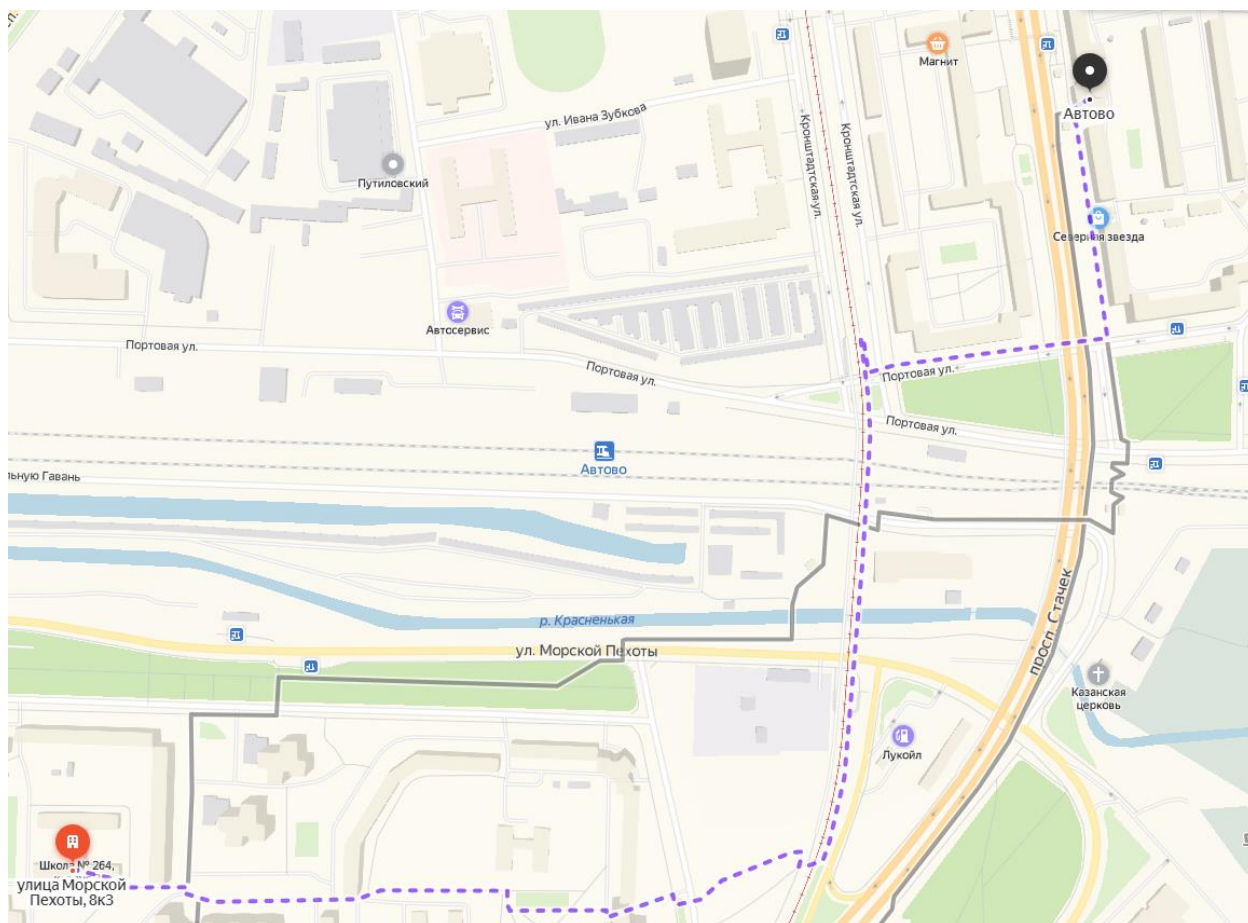 Магнит
Автово
ул. Ивана Зубкова
Кронштадтская ул.
Кронштадтская ул.
Путиловский
Северная звезда
Автосервис
Портовая ул.
Портовая ул.
Портовая ул.
Портовая ул.
Автово
льную Гавань
р. Красненькая
ул. Морской Пехоты
просп. Стачек
Казанская
церковь
Лукойл
Школа № 264,
улица Морской
Пехоты, 8к3